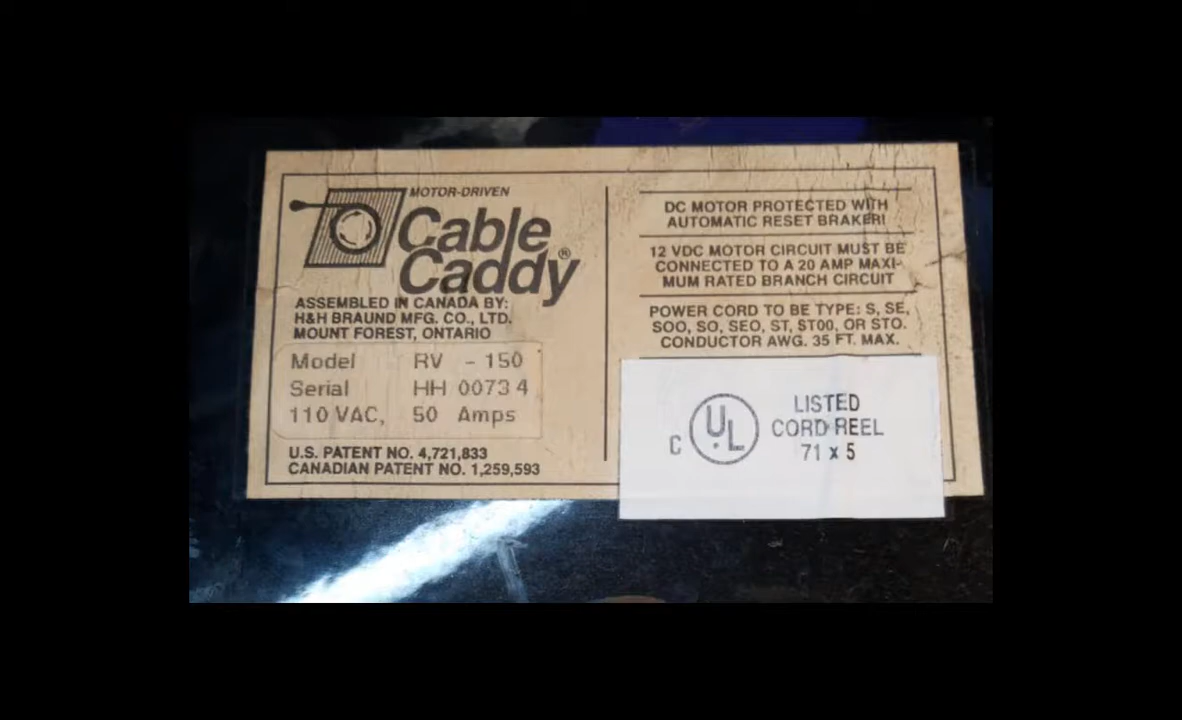 MOTOR-DRIVEN
Cable
Caddy®
ASSEMBLED IN CANADA BY:
H&H BRAUND MFG. CO., LTD.
MOUNT FOREST, ONTARIO
Model RV - 150
Serial HH 00734
110 VAC, 50 Amps
U.S. PATENT NO. 4,721,833
CANADIAN PATENT NO. 1,259,593
DC MOTOR PROTECTED WITH
AUTOMATIC RESET BRAKER!
12 VDC MOTOR CIRCUIT MUST BE
CONNECTED TO A 20 AMP MAXI-
MUM RATED BRANCH CIRCUIT
POWER CORD TO BE TYPE: S, SE,
SOO, SO, SEO, ST, ST00, OR STO.
CONDUCTOR AWG. 35 FT. MAX.
C UL
LISTED
CORD REEL
71 x 5